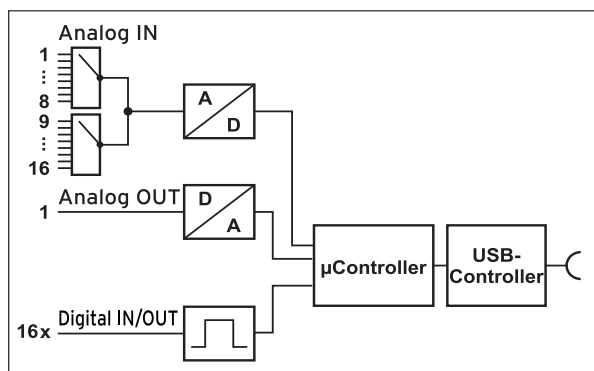 Analog IN
1
⋮
8
9
⋮
16
A
D
Analog OUT
1
D
A
µController
USB-
Controller
Digital IN/OUT
16x